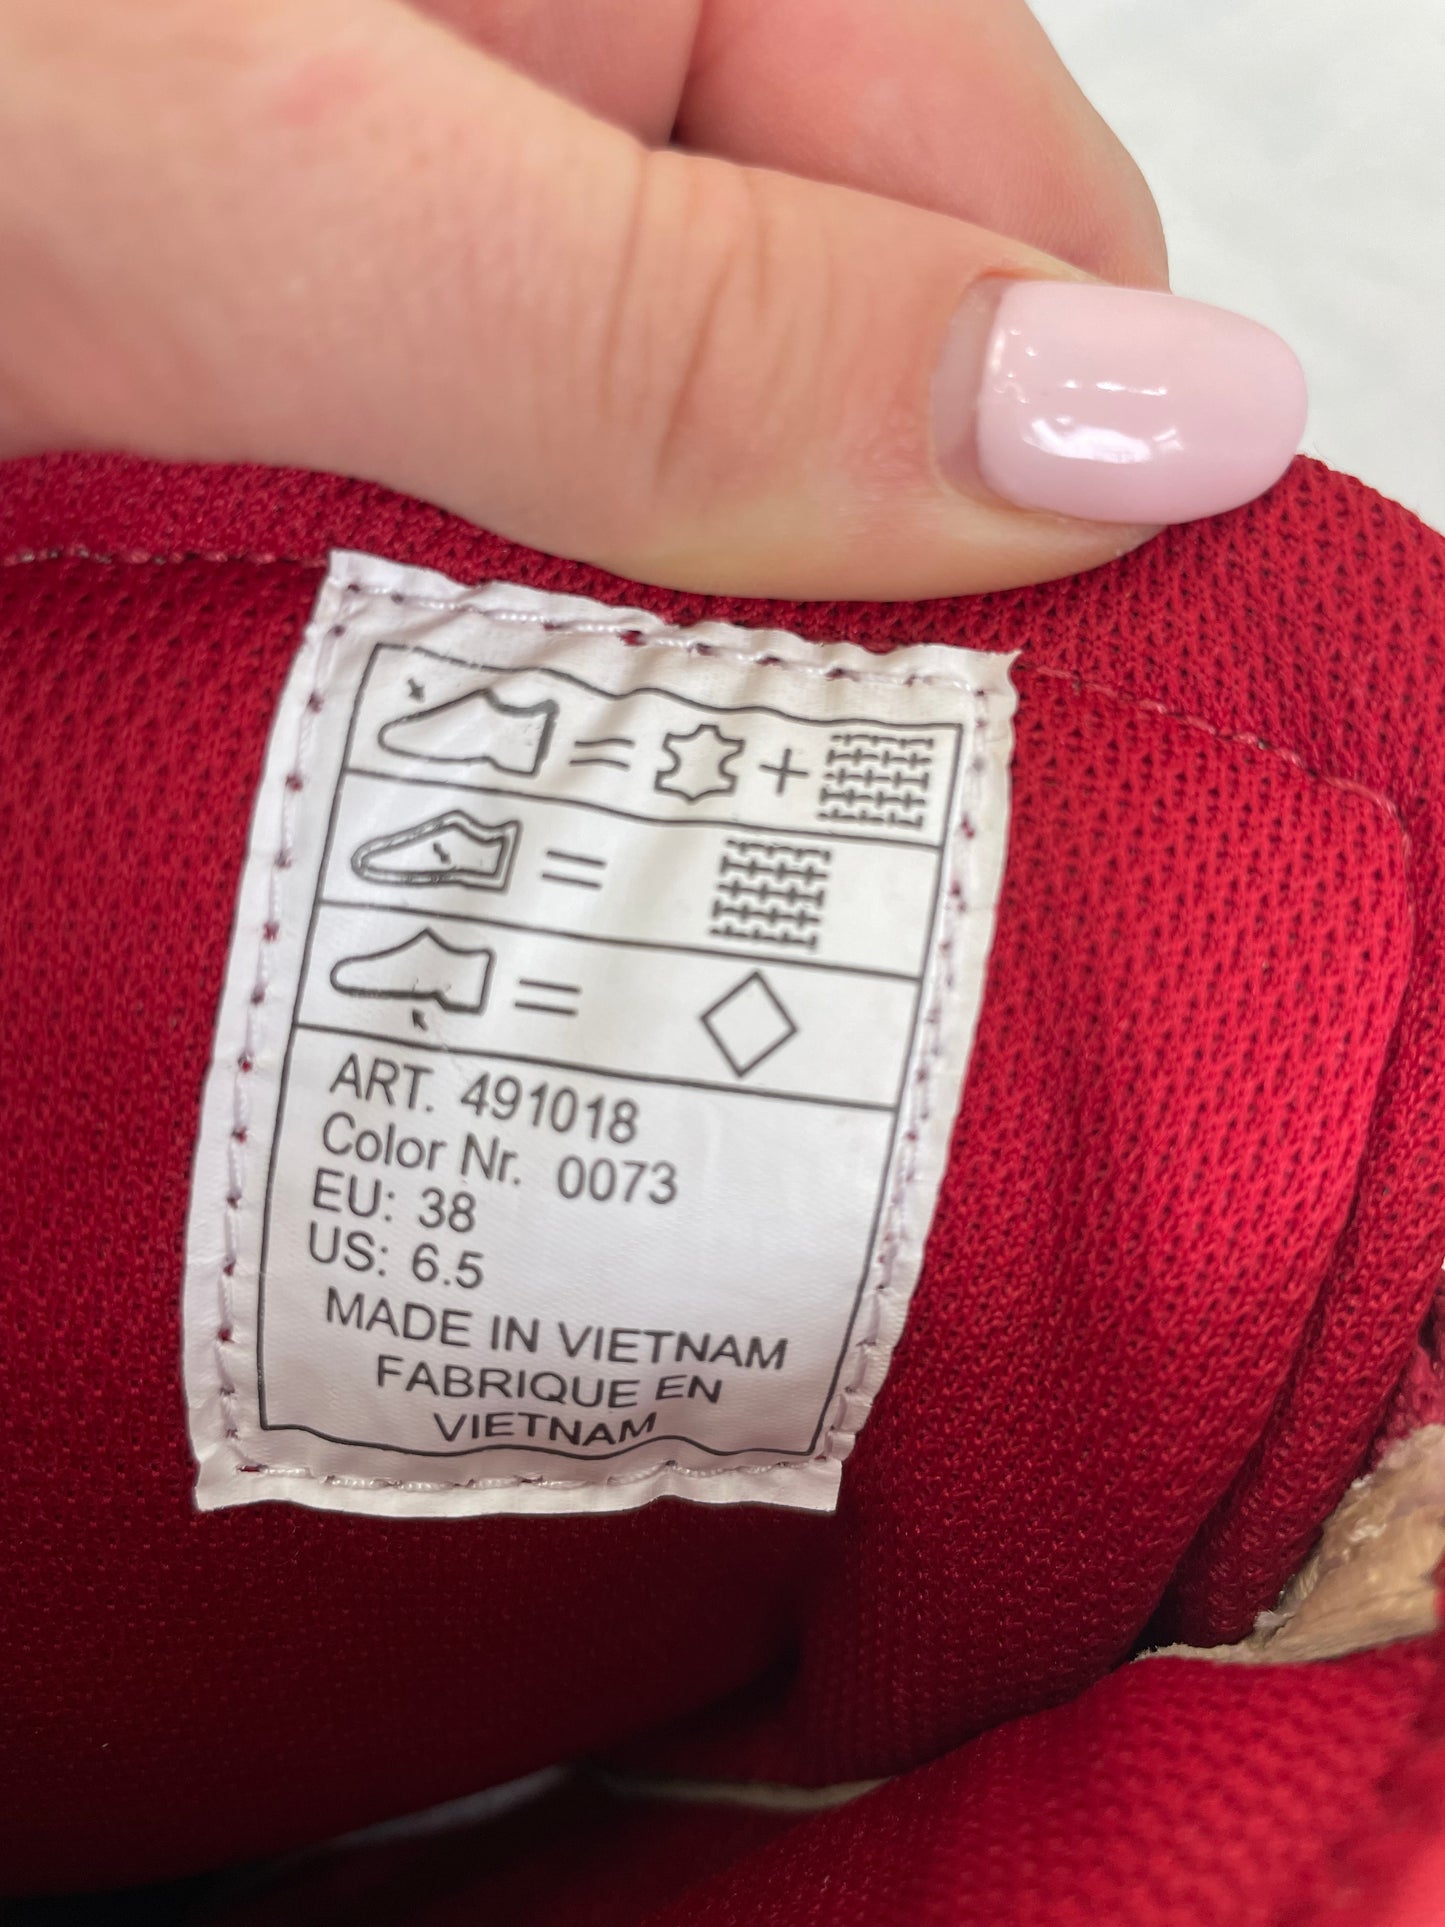 ART. 491018
Color Nr. 0073
EU: 38
US: 6.5
MADE IN VIETNAM
FABRIQUE EN
VIETNAM